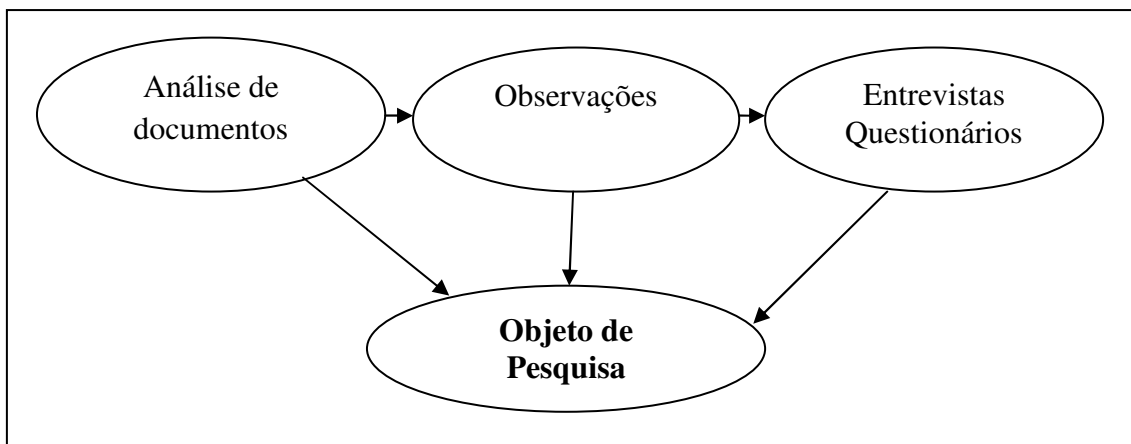 Análise de
documentos
Observações
Entrevistas
Questionários
Objeto de
Pesquisa